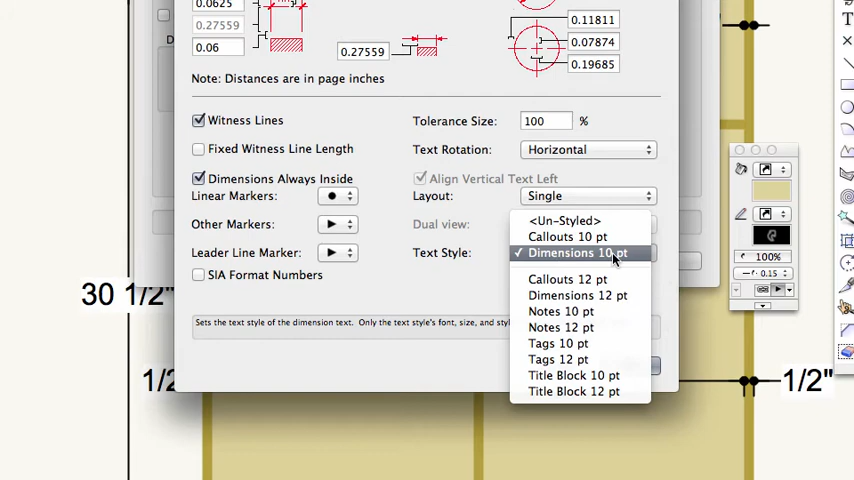 0.0625
0.27559
0.06
0.27559
0.11811
0.07874
0.19685
Note: Distances are in page inches
Witness Lines
Tolerance Size: 100 %
Fixed Witness Line Length
Text Rotation: Horizontal
Dimensions Always Inside
Align Vertical Text Left
Linear Markers:
Layout: Single
Other Markers:
Dual view:
Leader Line Marker:
Text Style:
SIA Format Numbers
<Un-Styled>
Callouts 10 pt
Dimensions 10 pt
Callouts 12 pt
Dimensions 12 pt
Notes 10 pt
Notes 12 pt
Tags 10 pt
Tags 12 pt
Title Block 10 pt
Title Block 12 pt
Sets the text style of the dimension text. Only the text style's font, size, and
30 1/2"
1/2"
1/2"
100%
0.15
T